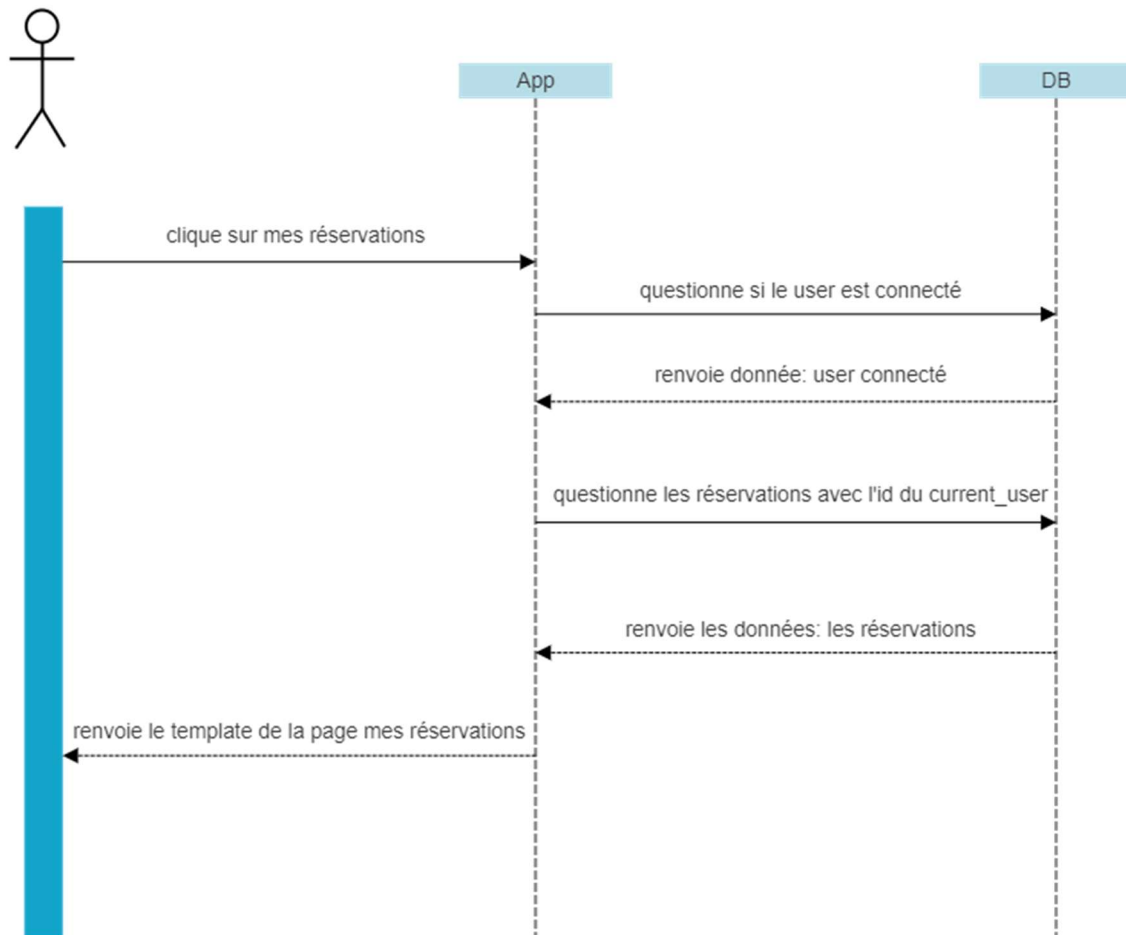 App
DB
clique sur mes réservations
questionne si le user est connecté
renvoie donnée: user connecté
questionne les réservations avec l'id du current_user
renvoie les données: les réservations
renvoie le template de la page mes réservations